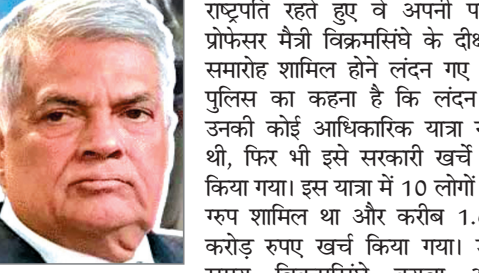 राष्ट्रपति रहते हुए वे अपनी
प्रोफेसर मैत्री विक्रमसिंघे के
समारोह शामिल होने लंदन गए
पुलिस का कहना है कि लंदन
उनकी कोई आधिकारिक यात्रा
थी, फिर भी इसे सरकारी खर्चे
किया गया। इस यात्रा में 10 लोगों
ग्रुप शामिल था और करीब
करोड़ रुपए खर्च किया गया।